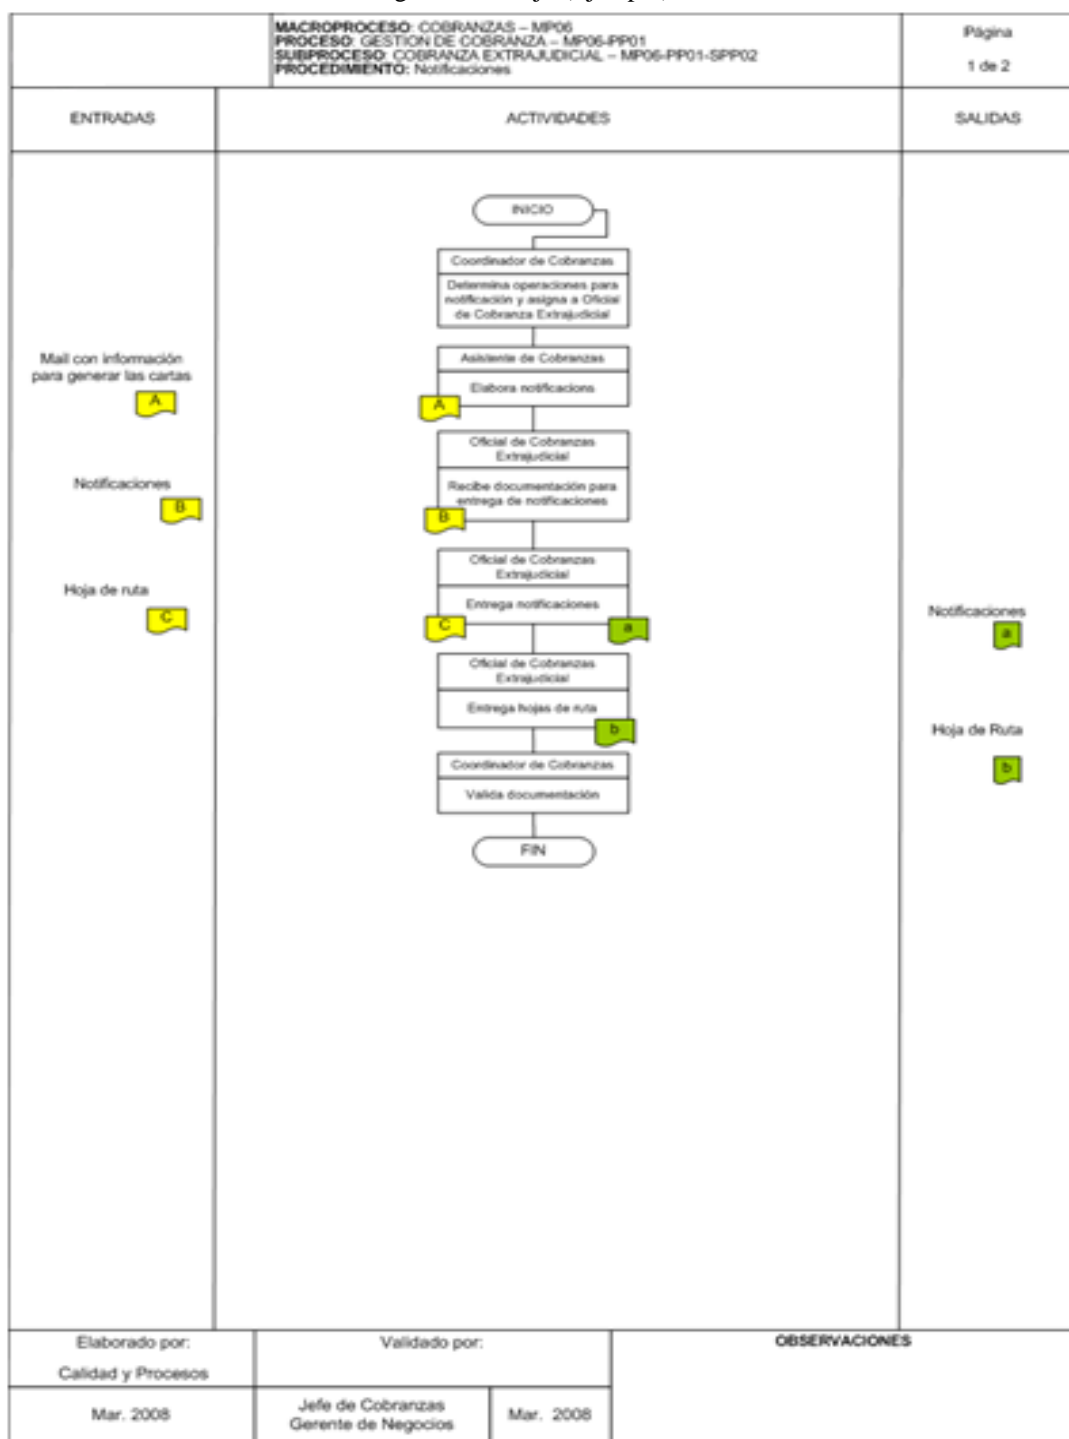 MACROPROCESO: COBRANZAS – MP06
PROCESO: GESTION DE COBRANZA – MP06-PP01
SUBPROCESO: COBRANZA EXTRAJUDICIAL – MP06-PP01-SPP02
PROCEDIMIENTO: Notificaciones
Página
1 de 2
ENTRADAS
ACTIVIDADES
SALIDAS
INICIO
Coordinador de Cobranzas
Determina operaciones para
notificación y asigna a Oficial
de Cobranza Extrajudicial
Mail con información
para generar las cartas
A
Asistente de Cobranzas
Elabora notificacions
A
Notificaciones
B
Oficial de Cobranzas
Extrajudicial
Recibe documentación para
entrega de notificaciones
B
Hoja de ruta
C
Oficial de Cobranzas
Extrajudicial
Entrega notificaciones
C
a
Notificaciones
a
Oficial de Cobranzas
Extrajudicial
Entrega hojas de ruta
b
Hoja de Ruta
b
Coordinador de Cobranzas
Valida documentación
FIN
Elaborado por:
Calidad y Procesos
Mar. 2008
Validado por:
Jefe de Cobranzas
Gerente de Negocios
Mar. 2008
OBSERVACIONES